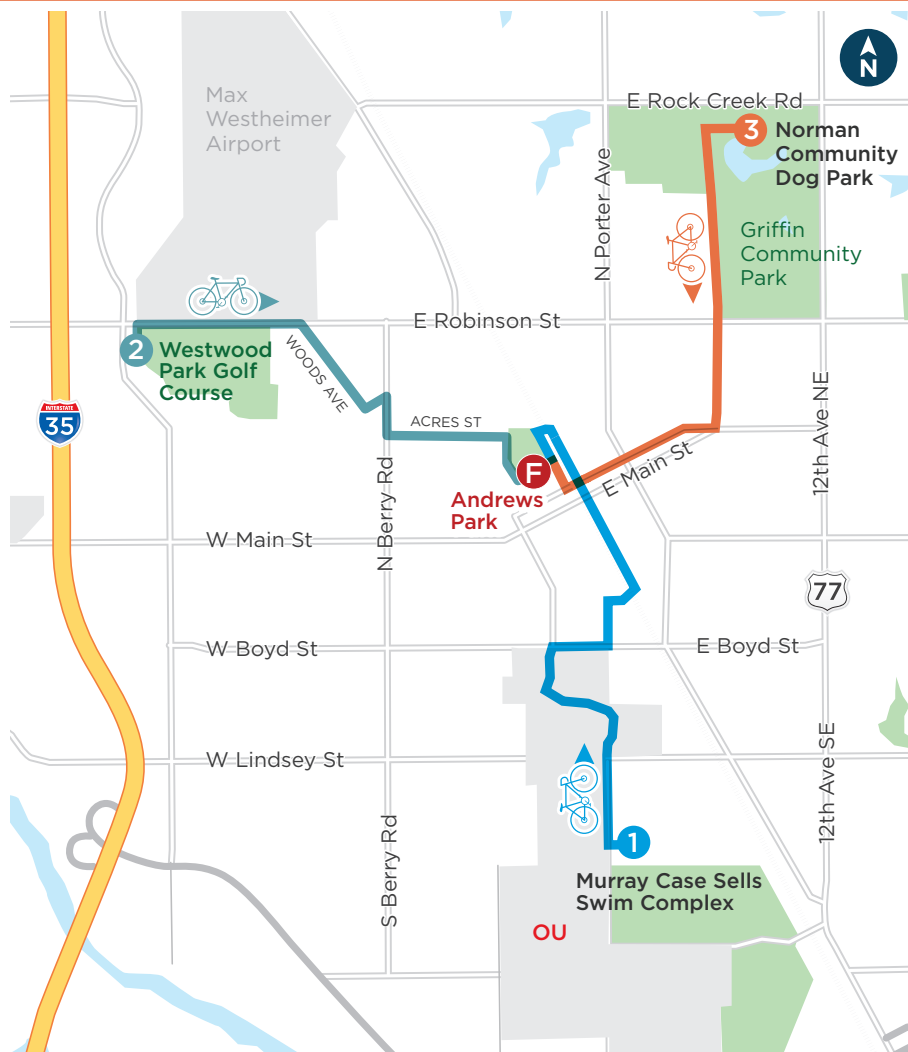 N
Max
Westheimer
Airport
E Rock Creek Rd
3
Norman
Community
Dog Park
N Porter Ave
Griffin
Community
Park
E Robinson St
2
Westwood
Park Golf
Course
WOODS AVE
ACRES ST
INTERSTATE
35
12th Ave NE
E Main St
F
Andrews
Park
N Berry Rd
W Main St
77
W Boyd St
E Boyd St
W Lindsey St
12th Ave SE
S Berry Rd
1
Murray Case Sells
Swim Complex
OU